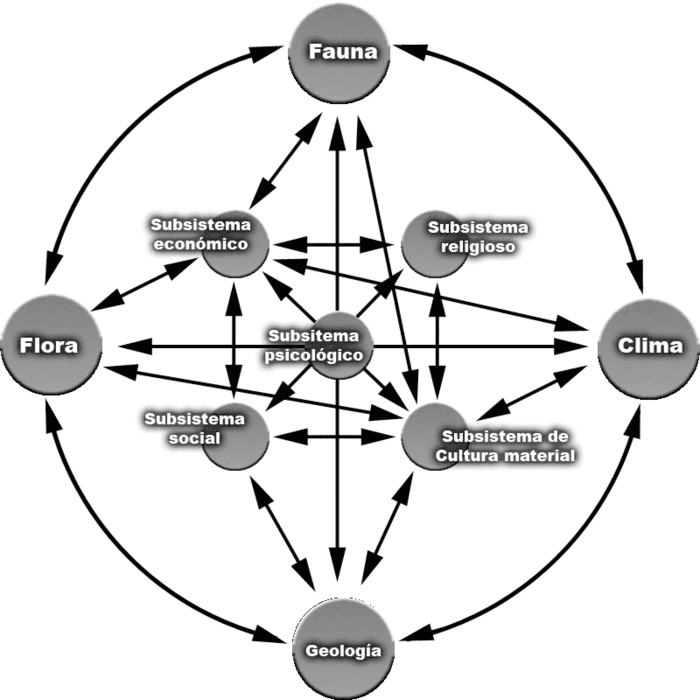 Fauna
Subsistema
económico
Subsistema
religioso
Flora
Subsitema
psicológico
Clima
Subsistema
social
Subsistema de
Cultura material
Geología